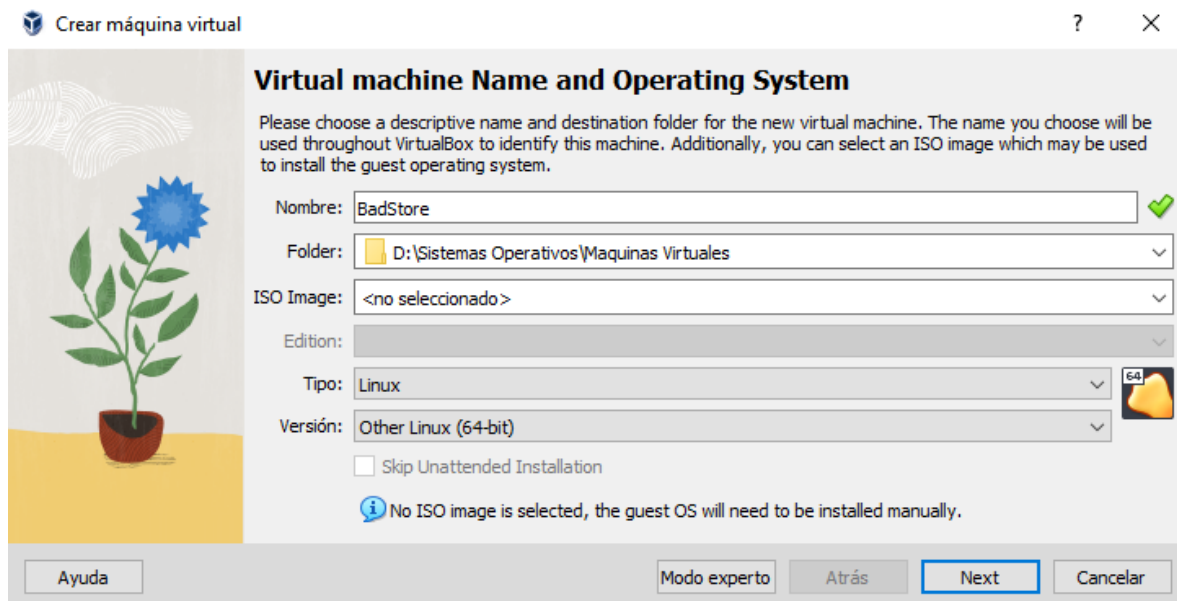 Crear máquina virtual
?
Virtual machine Name and Operating System
Please choose a descriptive name and destination folder for the new virtual machine. The name you choose will be
used throughout VirtualBox to identify this machine. Additionally, you can select an ISO image which may be used
to install the guest operating system.
Nombre: BadStore
Folder: D:\Sistemas Operativos\Maquinas Virtuales
ISO Image: <no seleccionado>
Edition:
Tipo: Linux
64
Versión: Other Linux (64-bit)
Skip Unattended Installation
No ISO image is selected, the guest OS will need to be installed manually.
Ayuda Modo experto Atrás Next Cancelar